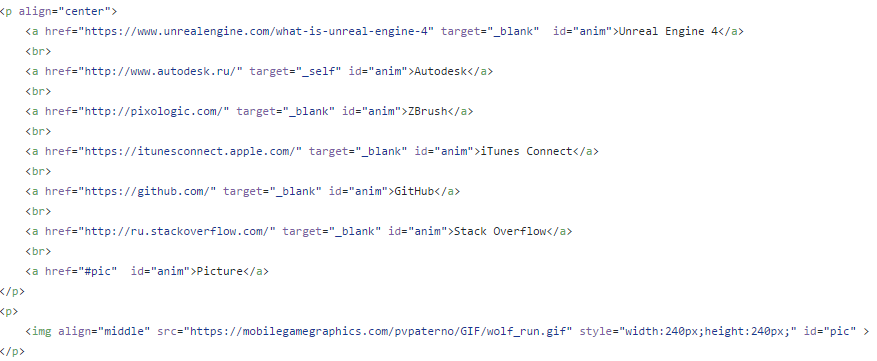 <p align="center">
<a href="https://www.unrealengine.com/what-is-unreal-engine-4" target="_blank"  id="anim">Unreal Engine 4</a>
<br>
<a href="http://www.autodesk.ru/" target="_self" id="anim">Autodesk</a>
<br>
<a href="http://pixologic.com/" target="_blank" id="anim">ZBrush</a>
<br>
<a href="https://itunesconnect.apple.com/" target="_blank" id="anim">iTunes Connect</a>
<br>
<a href="https://github.com/" target="_blank" id="anim">GitHub</a>
<br>
<a href="http://ru.stackoverflow.com/" target="_blank" id="anim">Stack Overflow</a>
<br>
<a href="#pic"  id="anim">Picture</a>
</p>
<p>
<img align="middle" src="https://mobilegamegraphics.com/pvpaterno/GIF/wolf_run.gif" style="width:240px;height:240px;" id="pic" >
</p>